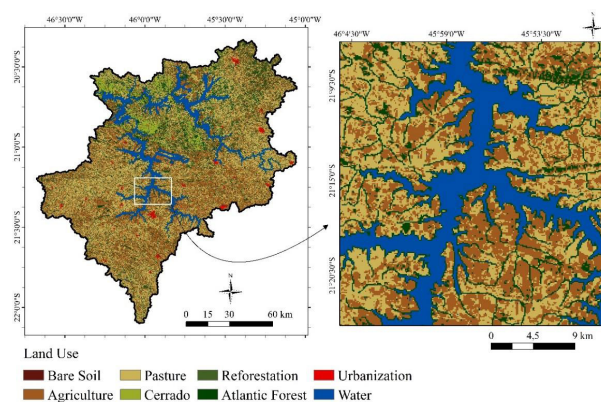 46°30'0"W 46°0'0"W 45°30'0"W 45°0'0"W
46°4'30"W 45°59'0"W 45°53'30"W
N
20°30'0"S
21°0'0"S
21°30'0"S
22°0'0"S
21°9'30"S
21°15'0"S
21°20'30"S
N
0 15 30 60 km
0 4,5 9 km
Land Use
Bare Soil Pasture Reforestation Urbanization
Agriculture Cerrado Atlantic Forest Water